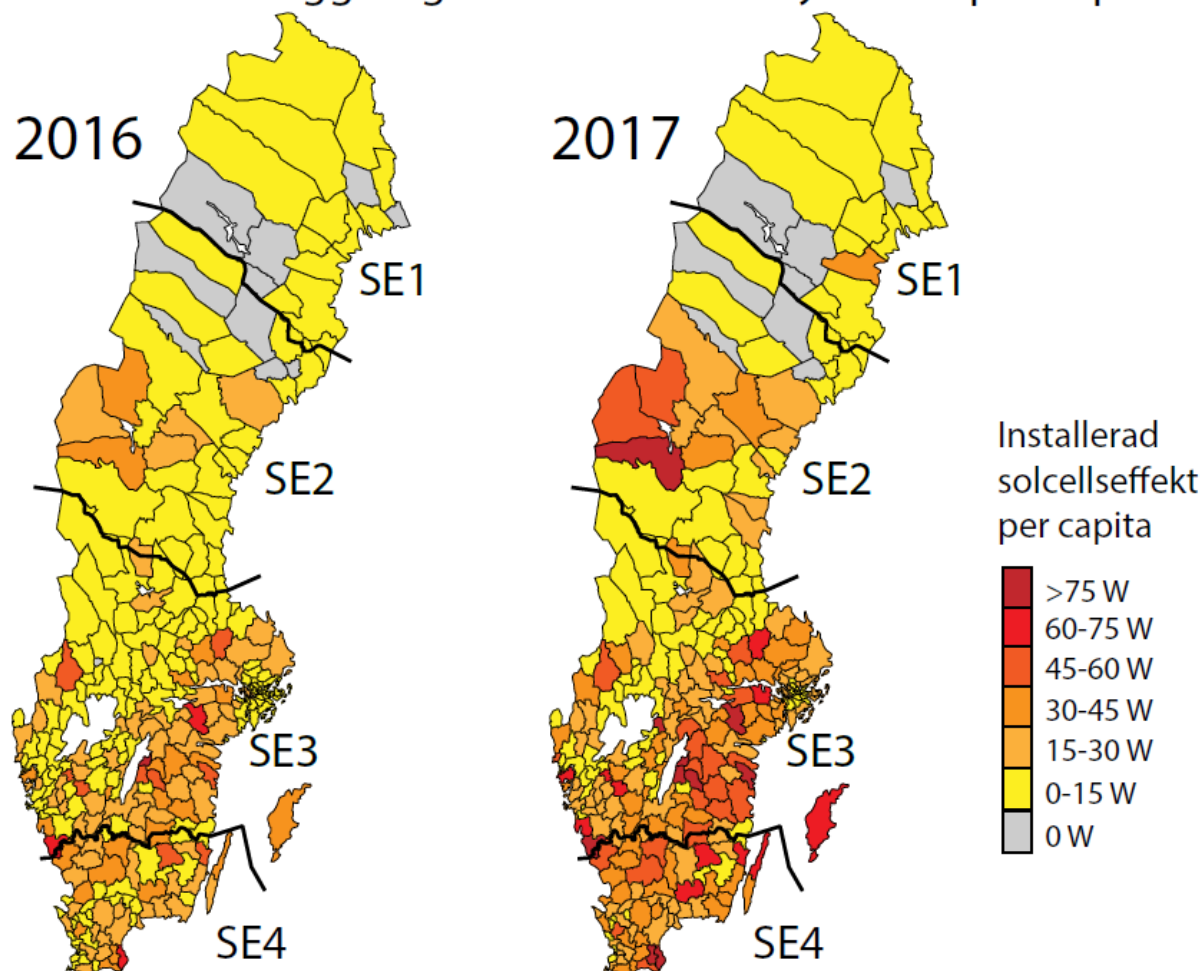 2016
2017
SE1
SE1
SE2
SE2
SE3
SE3
SE4
SE4
Installerad
solcellseffekt
per capita
>75 W
60-75 W
45-60 W
30-45 W
15-30 W
0-15 W
0 W